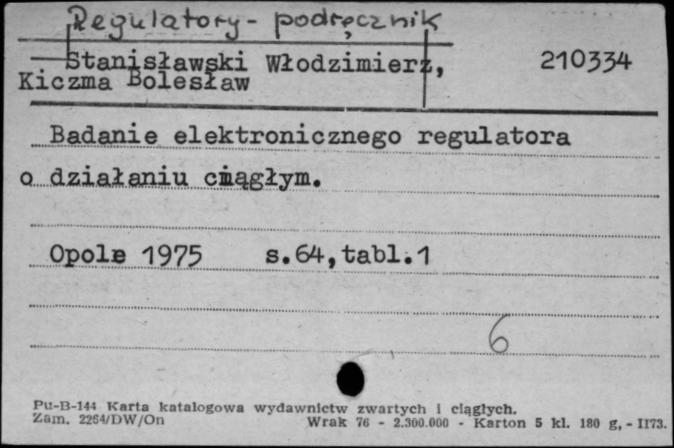 Regulatory - podręcznik
Stanisławski Włodzimierz, 210334
Kiczma Bolesław
Badanie elektronicznego regulatora
o działaniu ciągłym.
Opole 1975 s.64,tabl.1
6
Pu-B-144 Karta katalogowa wydawnictw zwartych i ciągłych.
Zam. 2264/DW/On Wrak 76 - 2.300.000 - Karton 5 kl. 180 g, - II73.